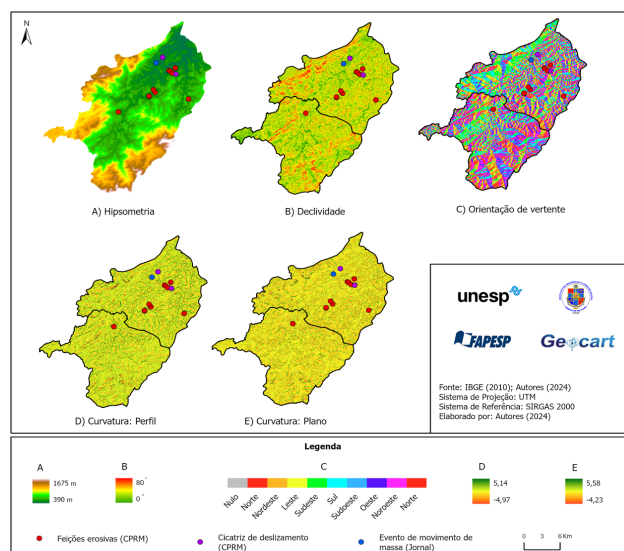 N
A) Hipsometria
B) Declividade
C) Orientação de vertente
D) Curvatura: Perfil
E) Curvatura: Plano
unesp
FAPESP
Geocart
Fonte: IBGE (2010); Autores (2024)
Sistema de Projeção: UTM
Sistema de Referência: SIRGAS 2000
Elaborado por: Autores (2024)
Legenda
A
1675 m
390 m
B
80°
0°
C
Nulo
Norte
Nordeste
Leste
Sudeste
Sul
Sudoeste
Oeste
Noroeste
Norte
D
5,14
-4,97
E
5,58
-4,23
Feições erosivas (CPRM)
Cicatriz de deslizamento
(CPRM)
Evento de movimento de
massa (Jornal)
0 3 6 Km